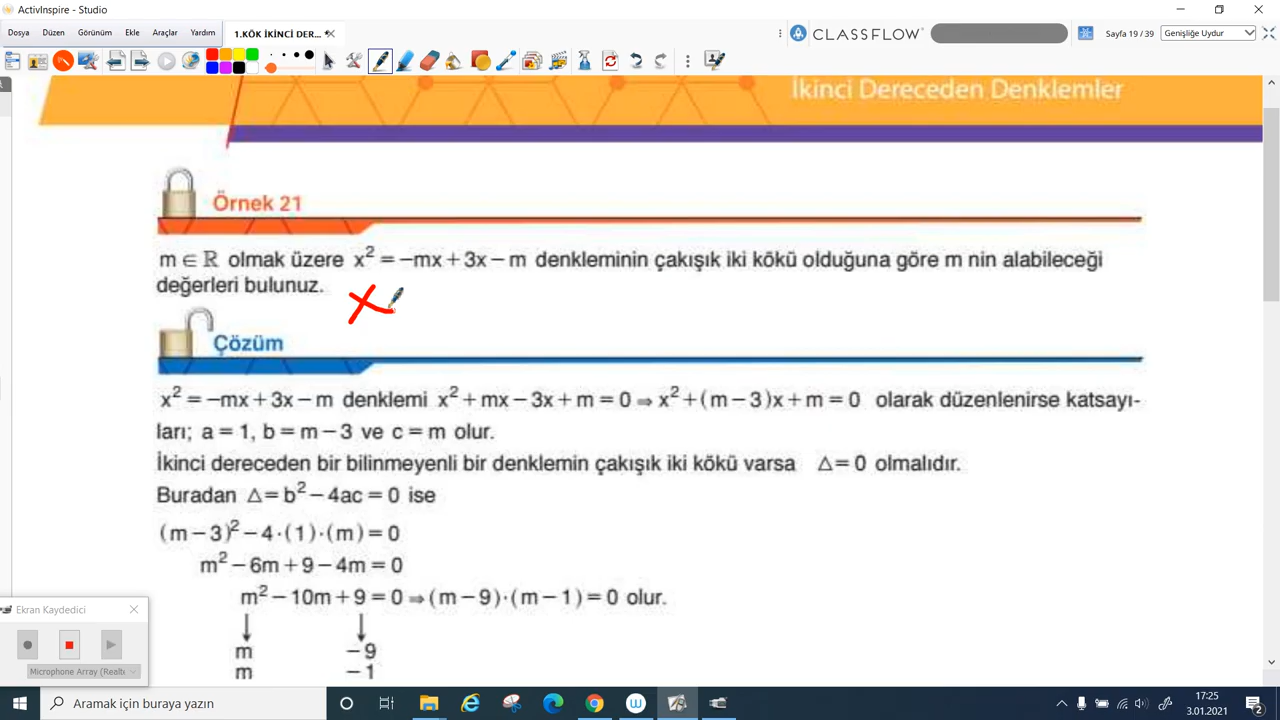 ActivInspire - Studio
Dosya Düzen Görünüm Ekle Araçlar Yardım
1.KÖK İKİNCİ DER...
CLASSFLOW
Sayfa 19 / 39
Genişliğe Uydur
İkinci Dereceden Denklemler
Örnek 21
m ∈ ℝ olmak üzere x² = −mx + 3x − m denkleminin çakışık iki kökü olduğuna göre m nin alabileceği
değerleri bulunuz.
x
Çözüm
x² = −mx + 3x − m denklemi x² + mx − 3x + m = 0 ⇒ x² + (m − 3)x + m = 0 olarak düzenlenirse katsayı-
ları; a = 1, b = m − 3 ve c = m olur.
İkinci dereceden bir bilinmeyenli bir denklemin çakışık iki kökü varsa Δ = 0 olmalıdır.
Buradan Δ = b² − 4ac = 0 ise
(m − 3)² − 4 · (1) · (m) = 0
m² − 6m + 9 − 4m = 0
m² − 10m + 9 = 0 ⇒ (m − 9) · (m − 1) = 0 olur.
m −9
m −1
Ekran Kaydedici
Microphone Array (Realte
Aramak için buraya yazın
17:25
3.01.2021
2